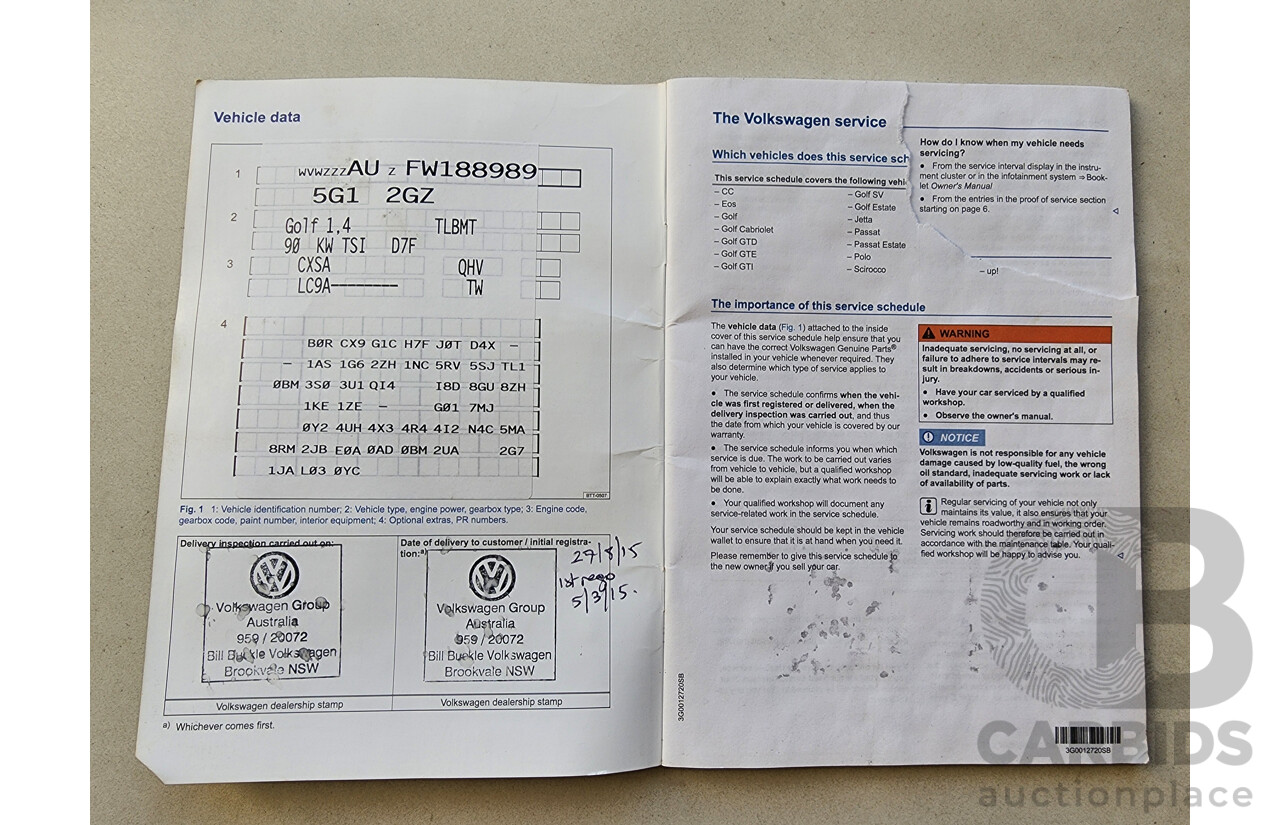 Vehicle data
1
WVWZZZAU Z FW188989
5G1 2GZ
2
Golf 1,4 TLBMT
90 KW TSI D7F
3
CXSA QHV
LC9A-------- TW
4
B0R CX9 G1C H7F J0T D4X –
– 1AS 1G6 2ZH 1NC 5RV 5SJ TL1
0BM 3S0 3U1 QI4 I8D 8GU 8ZH
1KE 1ZE – G01 7MJ
0Y2 4UH 4X3 4R4 4I2 N4C 5MA
8RM 2JB E0A 0AD 0BM 2UA 2G7
1JA L03 0YC
BTT-0507
Fig. 1 1: Vehicle identification number; 2: Vehicle type, engine power, gearbox type; 3: Engine code,
gearbox code, paint number, interior equipment; 4: Optional extras, PR numbers.
Delivery inspection carried out on:
Volkswagen Group
Australia
959 / 20072
Bill Buckle Volkswagen
Brookvale NSW
Volkswagen dealership stamp
Date of delivery to customer / initial registra-
tion:a)
27/8/15
1st rego
5/3/15.
Volkswagen Group
Australia
959 / 20072
Bill Buckle Volkswagen
Brookvale NSW
Volkswagen dealership stamp
a) Whichever comes first.
The Volkswagen service
Which vehicles does this service sch
This service schedule covers the following vehi
– CC
– Eos
– Golf
– Golf Cabriolet
– Golf GTD
– Golf GTE
– Golf GTI
– Golf SV
– Golf Estate
– Jetta
– Passat
– Passat Estate
– Polo
– Scirocco
– up!
How do I know when my vehicle needs
servicing?
• From the service interval display in the instru-
ment cluster or in the infotainment system ⇒ Book-
let Owner's Manual
• From the entries in the proof of service section
starting on page 6.
The importance of this service schedule
The vehicle data (Fig. 1) attached to the inside
cover of this service schedule help ensure that you
can have the correct Volkswagen Genuine Parts®
installed in your vehicle whenever required. They
also determine which type of service applies to
your vehicle.
• The service schedule confirms when the vehi-
cle was first registered or delivered, when the
delivery inspection was carried out, and thus
the date from which your vehicle is covered by our
warranty.
• The service schedule informs you when which
service is due. The work to be carried out varies
from vehicle to vehicle, but a qualified workshop
will be able to explain exactly what work needs to
be done.
• Your qualified workshop will document any
service-related work in the service schedule.
Your service schedule should be kept in the vehicle
wallet to ensure that it is at hand when you need it.
Please remember to give this service schedule to
the new owner if you sell your car.
WARNING
Inadequate servicing, no servicing at all, or
failure to adhere to service intervals may re-
sult in breakdowns, accidents or serious in-
jury.
• Have your car serviced by a qualified
workshop.
• Observe the owner's manual.
NOTICE
Volkswagen is not responsible for any vehicle
damage caused by low-quality fuel, the wrong
oil standard, inadequate servicing work or lack
of availability of parts.
Regular servicing of your vehicle not only
maintains its value, it also ensures that your
vehicle remains roadworthy and in working order.
Servicing work should therefore be carried out in
accordance with the maintenance table. Your quali-
fied workshop will be happy to advise you.
3G0012720SB
3G0012720SB
CARBIDS
auctionplace